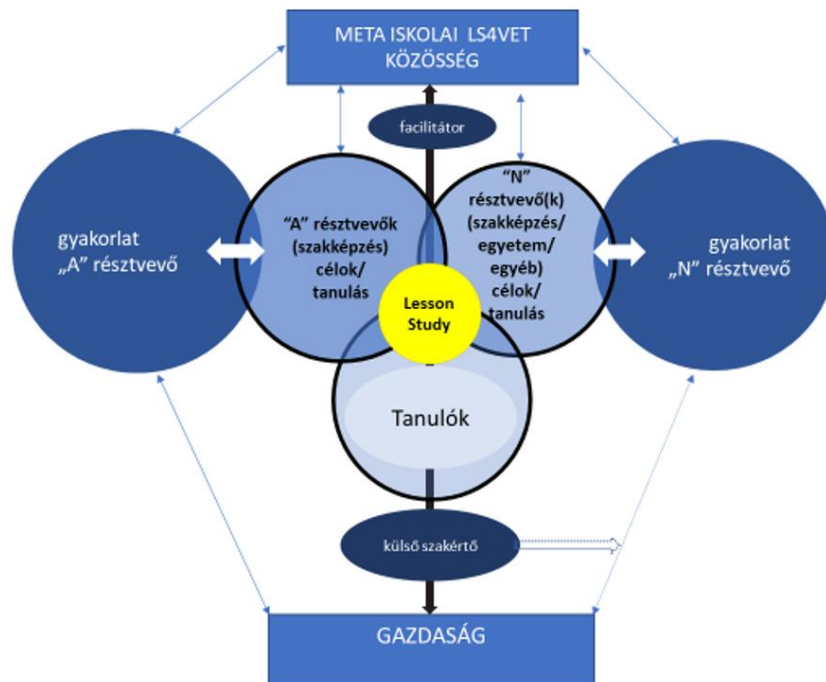 META ISKOLAI LS4VET
KÖZÖSSÉG
facilitátor
gyakorlat
„A” résztvevő
“A” résztvevők
(szakképzés)
célok/
tanulás
“N”
résztvevő(k)
(szakképzés/
egyetem/
egyéb)
célok/
tanulás
gyakorlat
„N” résztvevő
Lesson
Study
Tanulók
külső szakértő
GAZDASÁG